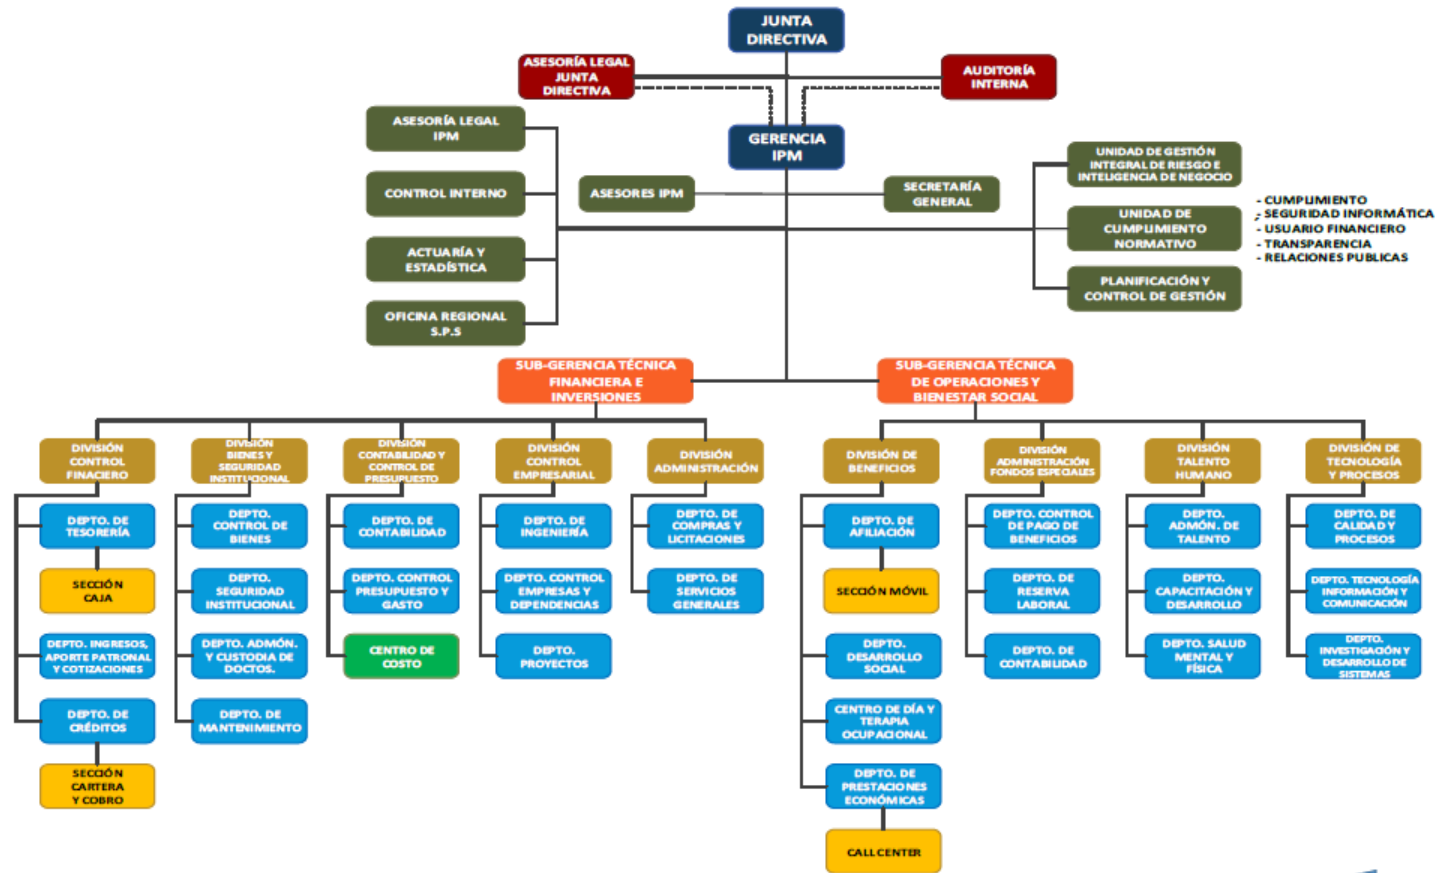 JUNTA
DIRECTIVA
ASESORÍA LEGAL
JUNTA
DIRECTIVA
AUDITORÍA
INTERNA
GERENCIA
IPM
ASESORÍA LEGAL
IPM
CONTROL INTERNO
ACTUARÍA Y
ESTADÍSTICA
OFICINA REGIONAL
S.P.S
ASESORES IPM
SECRETARÍA
GENERAL
UNIDAD DE GESTIÓN
INTEGRAL DE RIESGO E
INTELIGENCIA DE NEGOCIO
UNIDAD DE
CUMPLIMIENTO
NORMATIVO
PLANIFICACIÓN Y
CONTROL DE GESTIÓN
- CUMPLIMIENTO
- SEGURIDAD INFORMÁTICA
- USUARIO FINANCIERO
- TRANSPARENCIA
- RELACIONES PUBLICAS
SUB-GERENCIA TÉCNICA
FINANCIERA E
INVERSIONES
SUB-GERENCIA TÉCNICA
DE OPERACIONES Y
BIENESTAR SOCIAL
DIVISIÓN
CONTROL
FINACIERO
DIVISIÓN
BIENES Y
SEGURIDAD
INSTITUCIONAL
DIVISIÓN
CONTABILIDAD Y
CONTROL DE
PRESUPUESTO
DIVISIÓN
CONTROL
EMPRESARIAL
DIVISIÓN
ADMINISTRACIÓN
DIVISIÓN DE
BENEFICIOS
DIVISIÓN
ADMINISTRACIÓN
FONDOS ESPECIALES
DIVISIÓN
TALENTO
HUMANO
DIVISIÓN DE
TECNOLOGÍA
Y PROCESOS
DEPTO. DE
TESORERÍA
SECCIÓN
CAJA
DEPTO. INGRESOS,
APORTE PATRONAL
Y COTIZACIONES
DEPTO. DE
CRÉDITOS
SECCIÓN
CARTERA
Y COBRO
DEPTO.
CONTROL DE
BIENES
DEPTO.
SEGURIDAD
INSTITUCIONAL
DEPTO. ADMÓN.
Y CUSTODIA DE
DOCTOS.
DEPTO. DE
MANTENIMIENTO
DEPTO. DE
CONTABILIDAD
DEPTO. CONTROL
PRESUPUESTO Y
GASTO
CENTRO DE
COSTO
DEPTO. DE
INGENIERÍA
DEPTO. CONTROL
EMPRESAS Y
DEPENDENCIAS
DEPTO.
PROYECTOS
DEPTO. DE
COMPRAS Y
LICITACIONES
DEPTO. DE
SERVICIOS
GENERALES
DEPTO. DE
AFILIACIÓN
SECCIÓN MÓVIL
DEPTO.
DESARROLLO
SOCIAL
CENTRO DE DÍA Y
TERAPIA
OCUPACIONAL
DEPTO. DE
PRESTACIONES
ECONÓMICAS
CALL CENTER
DEPTO. CONTROL
DE PAGO DE
BENEFICIOS
DEPTO. DE
RESERVA
LABORAL
DEPTO. DE
CONTABILIDAD
DEPTO.
ADMÓN. DE
TALENTO
DEPTO.
CAPACITACIÓN Y
DESARROLLO
DEPTO. SALUD
MENTAL Y
FÍSICA
DEPTO. DE
CALIDAD Y
PROCESOS
DEPTO. TECNOLOGÍA
INFORMACIÓN Y
COMUNICACIÓN
DEPTO.
INVESTIGACIÓN Y
DESARROLLO DE
SISTEMAS